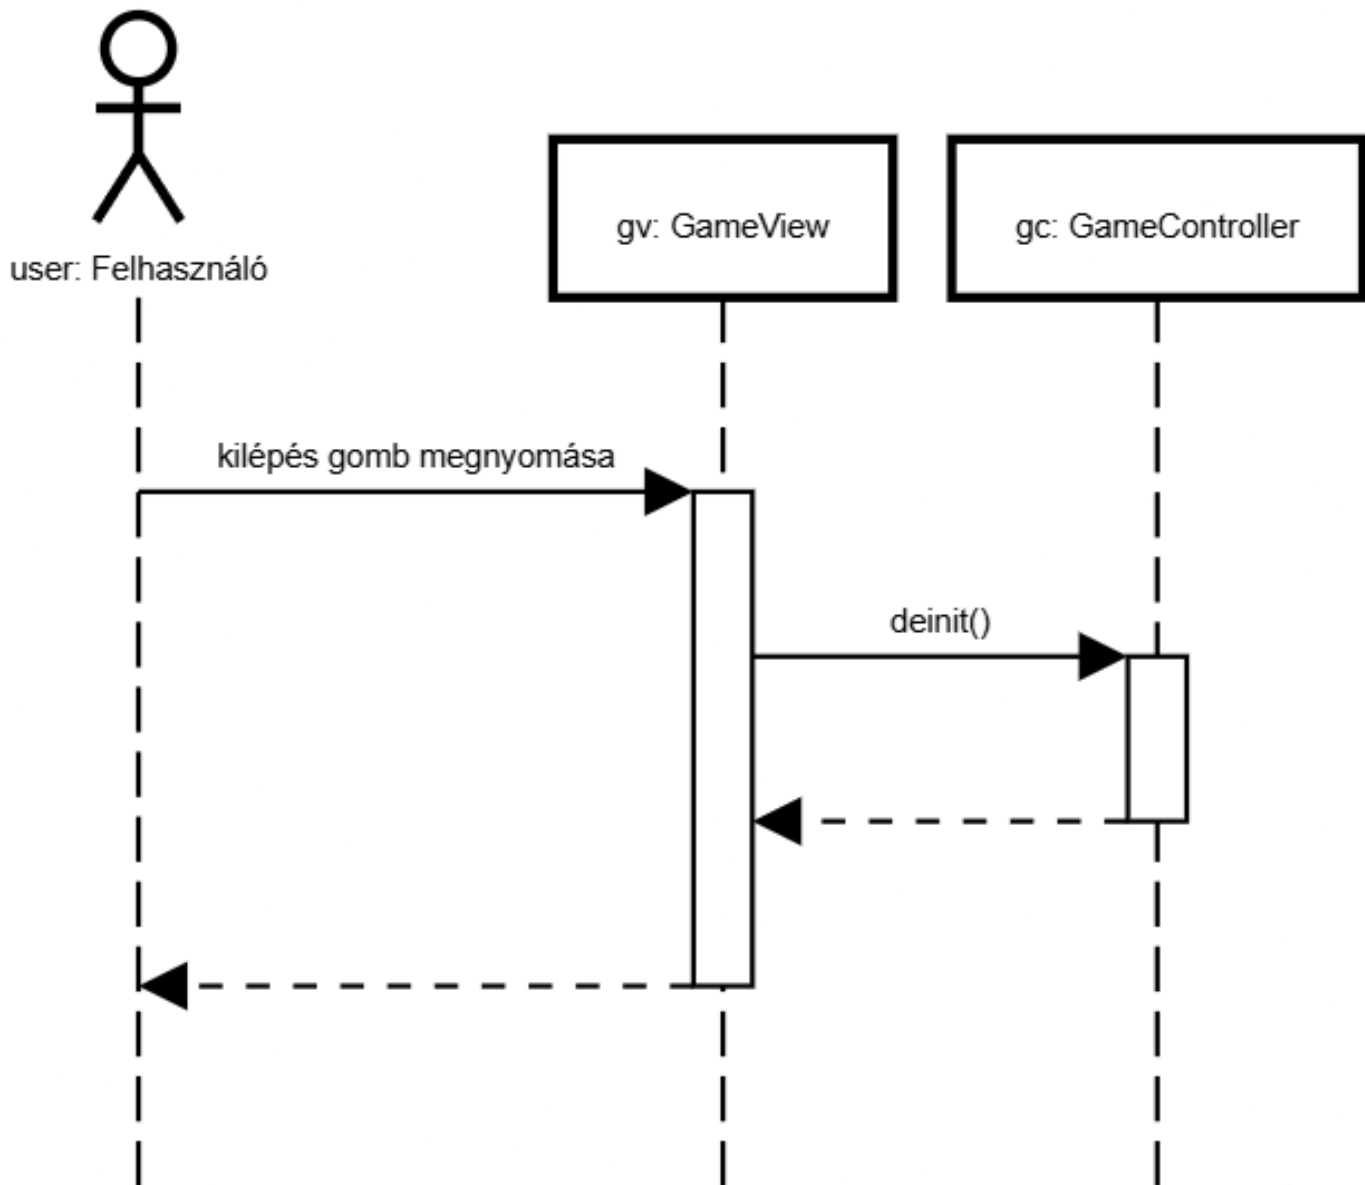 user: Felhasználó
gv: GameView
gc: GameController
kilépés gomb megnyomása
deinit()